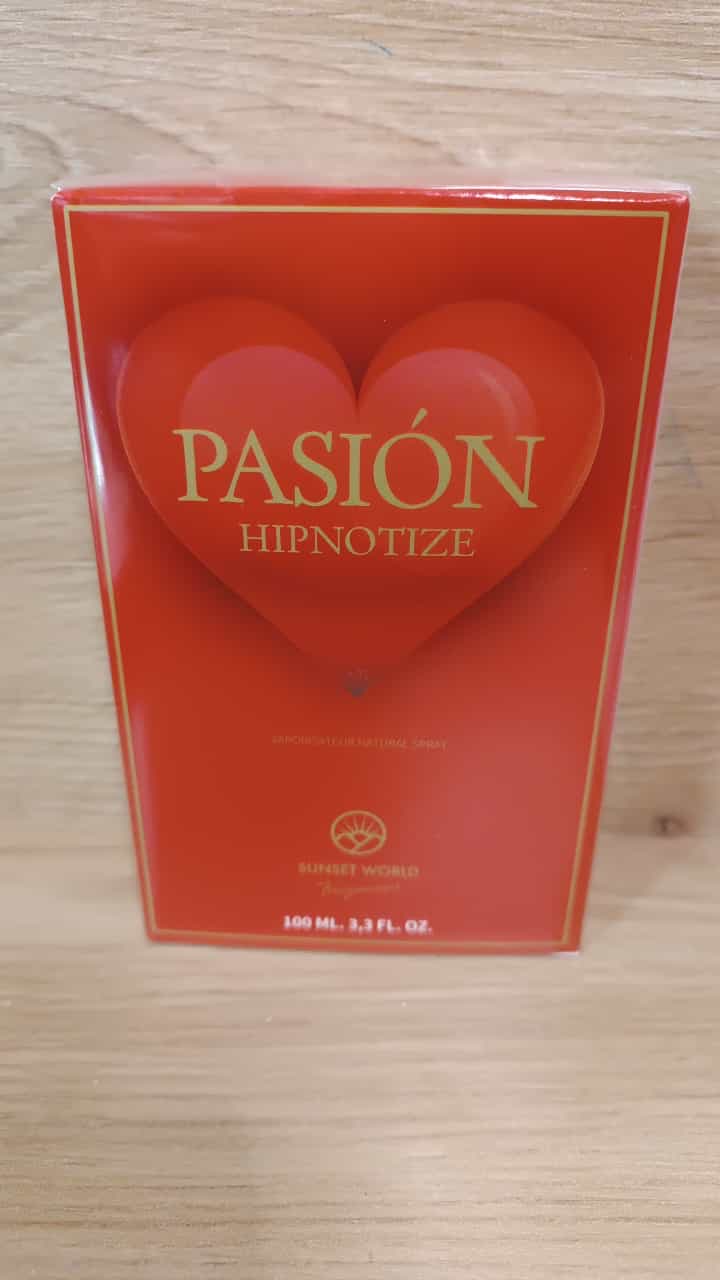 PASIÓN
HIPNOTIZE
VAPORISATEUR NATURAL SPRAY
SUNSET WORLD
100 ML. 3,3 FL. OZ.